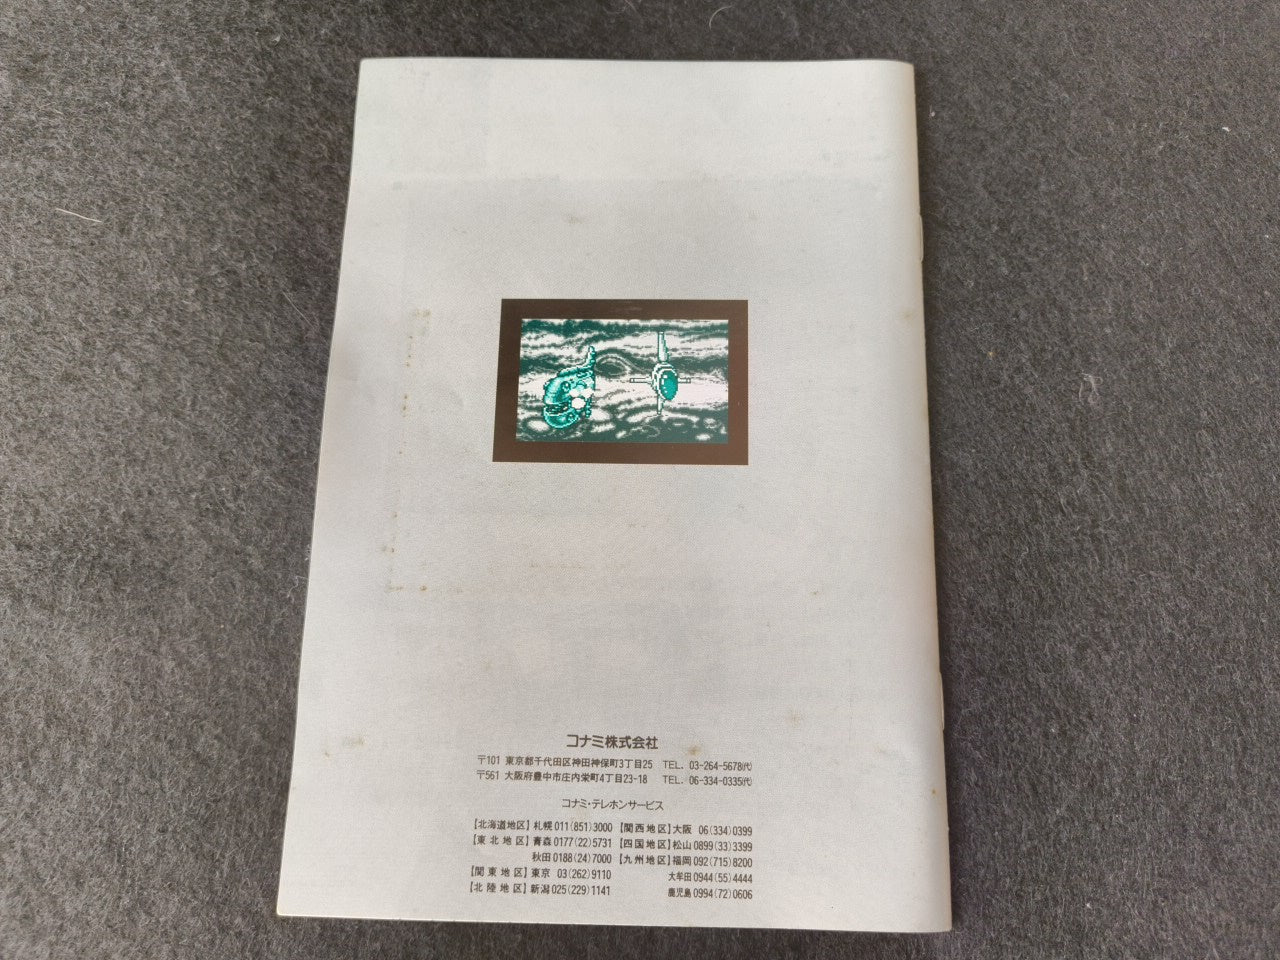 コナミ株式会社
〒101 東京都千代田区神田神保町3丁目25 TEL. 03-264-5678(代)
〒561 大阪府豊中市庄内栄町4丁目23-18 TEL. 06-334-0335(代)
コナミ・テレホンサービス
【北海道地区】札幌 011(851)3000 【関西地区】大阪 06(334)0399
【東北地区】青森 0177(22)5731 【四国地区】松山 0899(33)3399
秋田 0188(24)7000 【九州地区】福岡 092(715)8200
【関東地区】東京 03(262)9110 大牟田 0944(55)4444
【北陸地区】新潟 025(229)1141 鹿児島 0994(72)0606